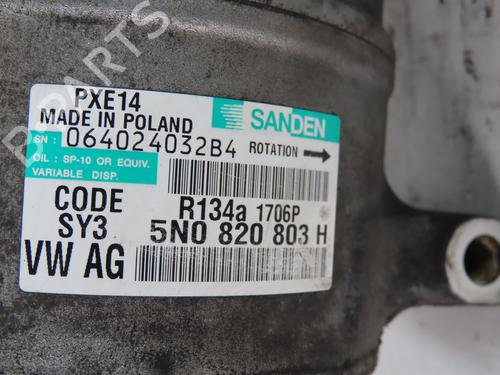 PXE14
MADE IN POLAND
SANDEN
SN : 064024032B4 ROTATION
OIL : SP-10 OR EQUIV.
VARIABLE DISP.
CODE R134a 1706P
SY3 5N0 820 803 H
VW AG